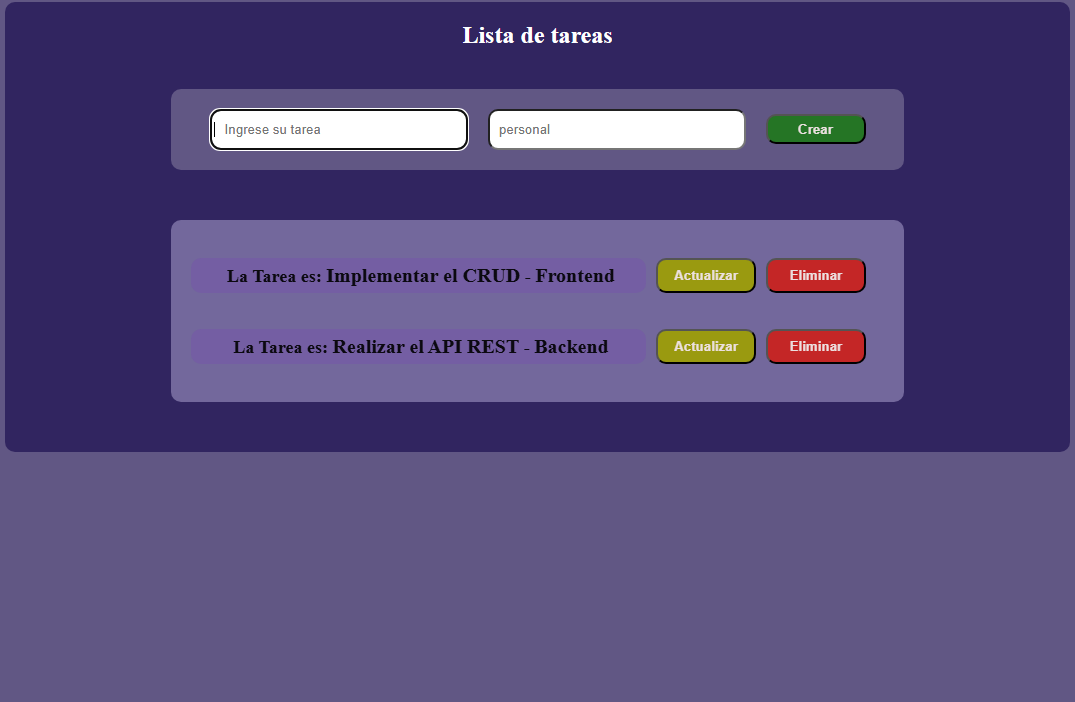 Lista de tareas
Ingrese su tarea personal Crear
La Tarea es: Implementar el CRUD - Frontend Actualizar Eliminar
La Tarea es: Realizar el API REST - Backend Actualizar Eliminar